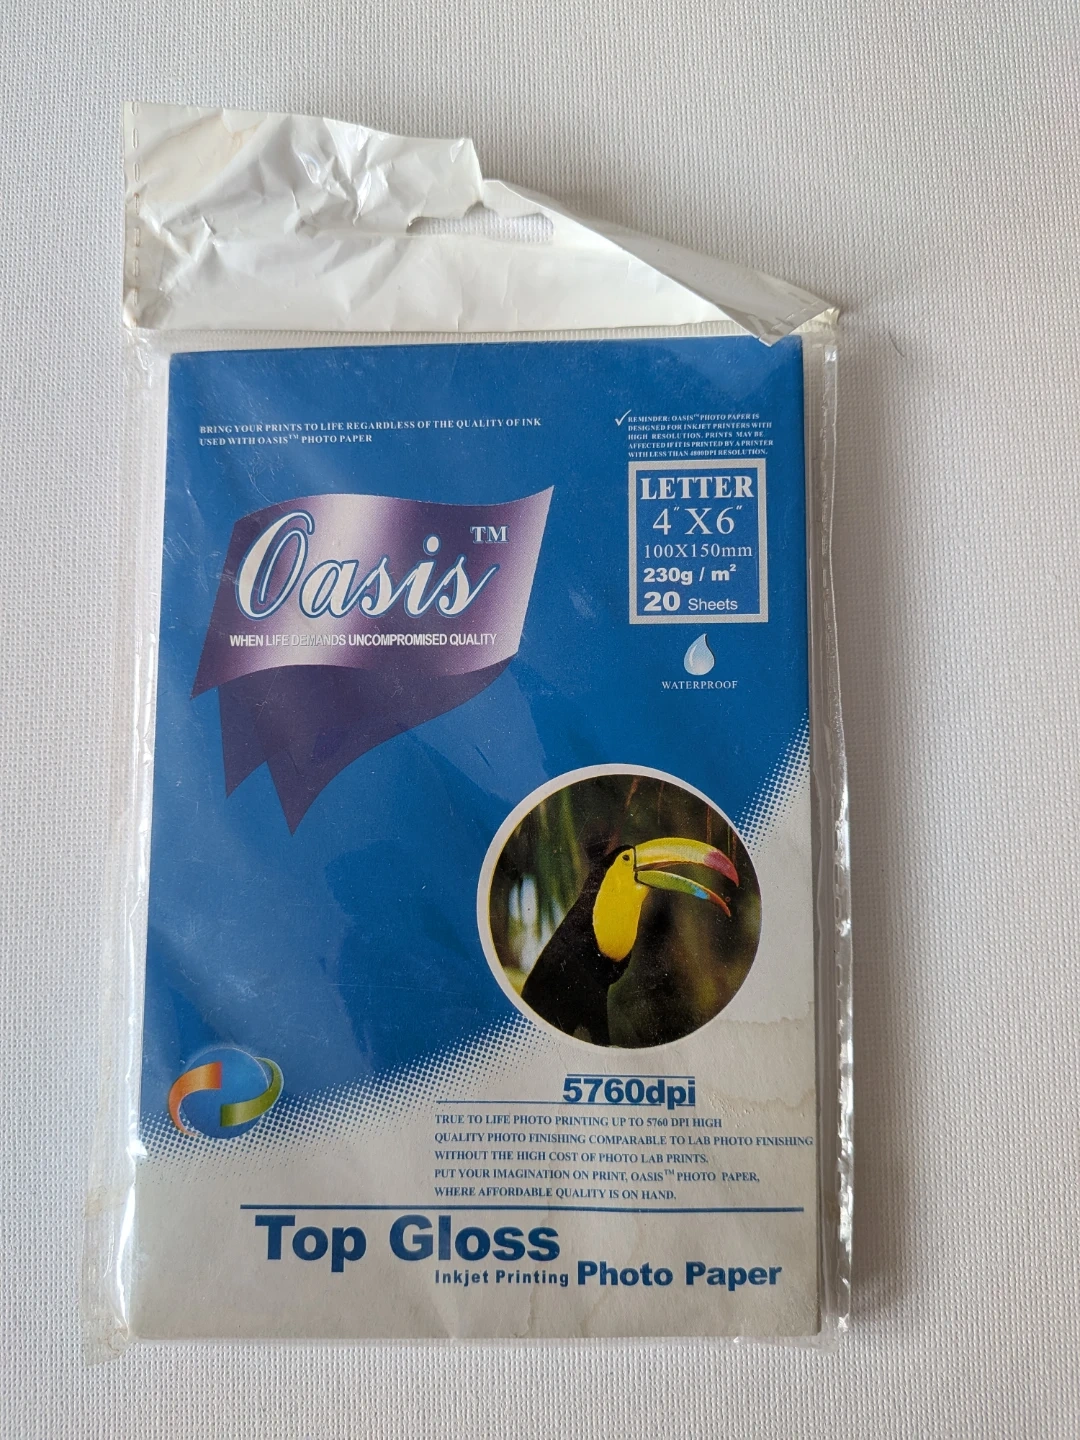 BRING YOUR PRINTS TO LIFE REGARDLESS OF THE QUALITY OF INK
USED WITH OASIS™ PHOTO PAPER
REMINDER: OASIS™ PHOTO PAPER IS
DESIGNED FOR INKJET PRINTERS WITH
HIGH RESOLUTION. PRINTS MAY BE
AFFECTED IF IT IS PRINTED BY A PRINTER
WITH LESS THAN 4800DPI RESOLUTION.
LETTER
4" X 6"
100X150mm
230g / m²
20 Sheets
WATERPROOF
Oasis ™
WHEN LIFE DEMANDS UNCOMPROMISED QUALITY
5760dpi
TRUE TO LIFE PHOTO PRINTING UP TO 5760 DPI HIGH
QUALITY PHOTO FINISHING COMPARABLE TO LAB PHOTO FINISHING
WITHOUT THE HIGH COST OF PHOTO LAB PRINTS.
PUT YOUR IMAGINATION ON PRINT, OASIS™ PHOTO PAPER,
WHERE AFFORDABLE QUALITY IS ON HAND.
Top Gloss
Inkjet Printing Photo Paper